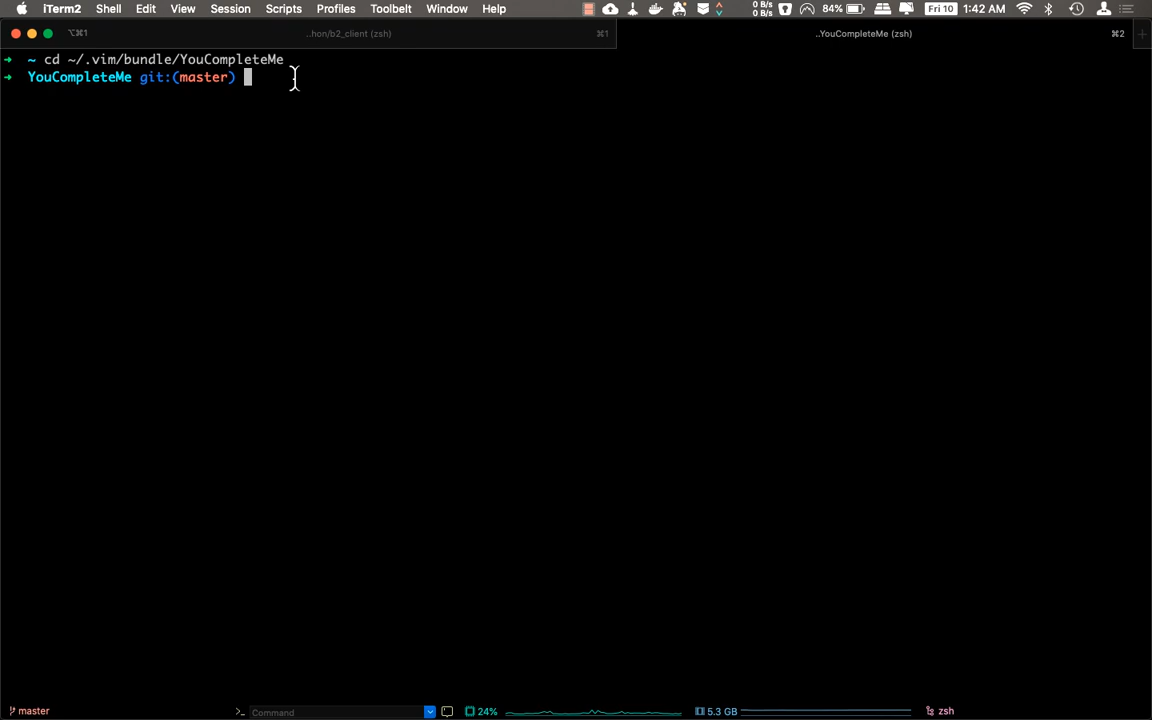 iTerm2 Shell Edit View Session Scripts Profiles Toolbelt Window Help 0 B/s 0 B/s 84% Fri 10 1:42 AM
⌥⌘1 ..hon/b2_client (zsh) ⌘1 ..YouCompleteMe (zsh) ⌘2
➜ ~ cd ~/.vim/bundle/YouCompleteMe
➜ YouCompleteMe git:(master)
master >_ Command 24% 5.3 GB zsh